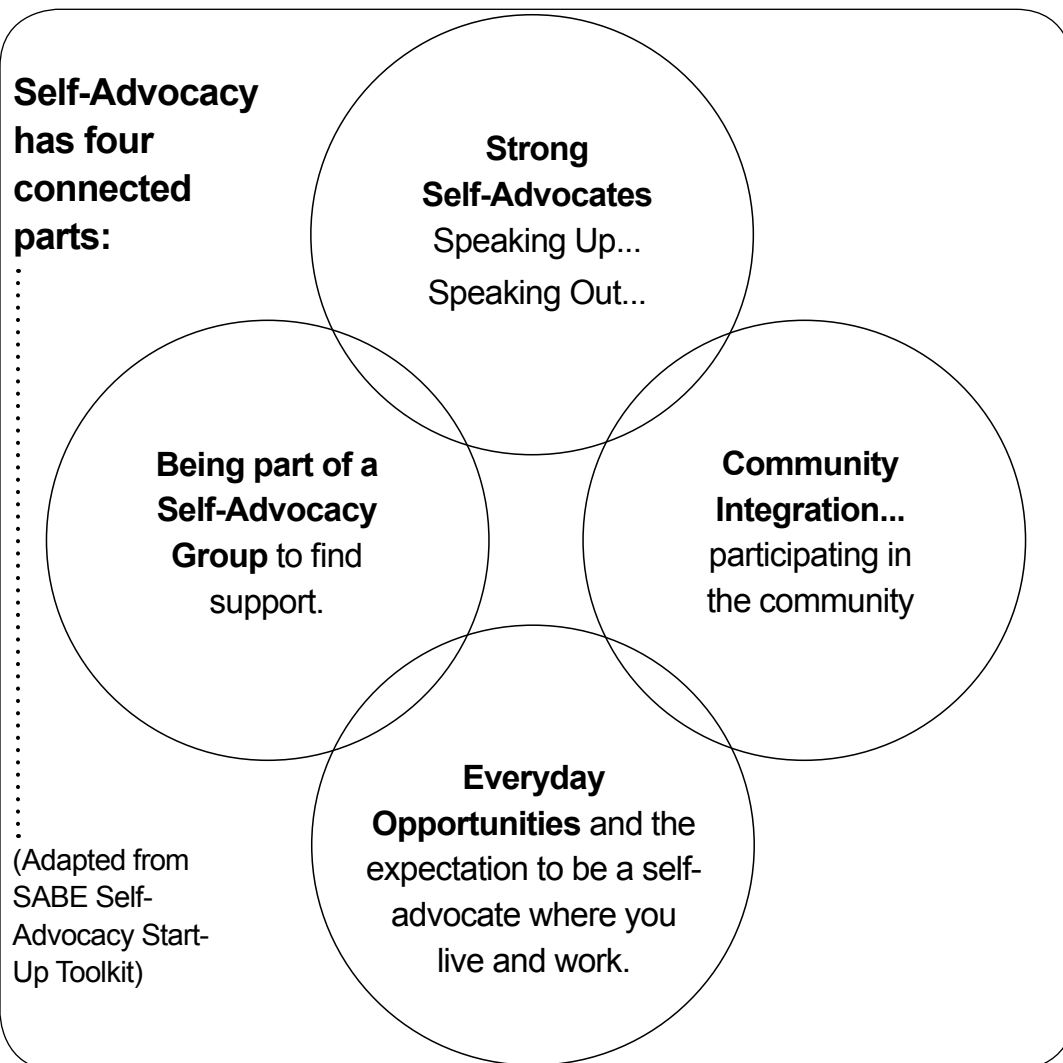 Self-Advocacy
has four
connected
parts:
Strong
Self-Advocates
Speaking Up...
Speaking Out...
Being part of a
Self-Advocacy
Group to find
support.
Community
Integration...
participating in
the community
Everyday
Opportunities and the
expectation to be a self-
advocate where you
live and work.
(Adapted from
SABE Self-
Advocacy Start-
Up Toolkit)